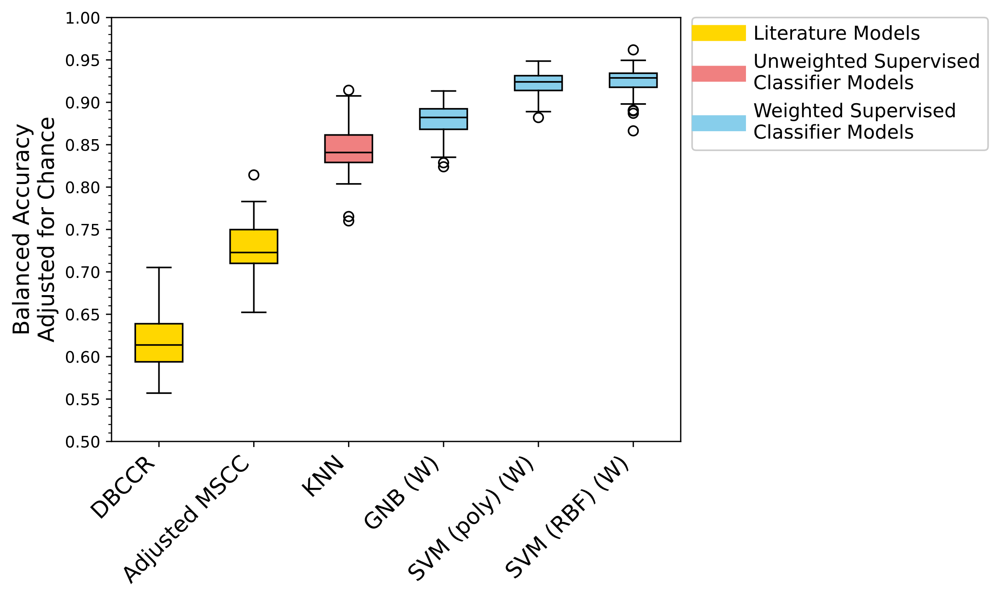 Balanced Accuracy
Adjusted for Chance
1.00
0.95
0.90
0.85
0.80
0.75
0.70
0.65
0.60
0.55
0.50
DBCCR
Adjusted MSCC
KNN
GNB (W)
SVM (poly) (W)
SVM (RBF) (W)
Literature Models
Unweighted Supervised
Classifier Models
Weighted Supervised
Classifier Models